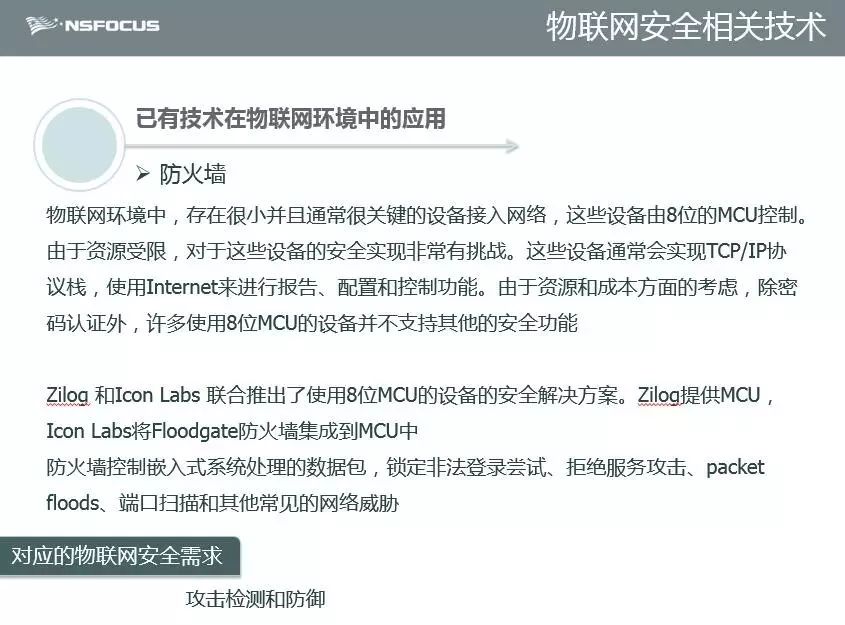 NSFOCUS
物联网安全相关技术
已有技术在物联网环境中的应用
➢ 防火墙
物联网环境中，存在很小并且通常很关键的设备接入网络，这些设备由8位的MCU控制。
由于资源受限，对于这些设备的安全实现非常有挑战。这些设备通常会实现TCP/IP协
议栈，使用Internet来进行报告、配置和控制功能。由于资源和成本方面的考虑，除密
码认证外，许多使用8位MCU的设备并不支持其他的安全功能
Zilog 和Icon Labs 联合推出了使用8位MCU的设备的安全解决方案。Zilog提供MCU，
Icon Labs将Floodgate防火墙集成到MCU中
防火墙控制嵌入式系统处理的数据包，锁定非法登录尝试、拒绝服务攻击、packet
floods、端口扫描和其他常见的网络威胁
对应的物联网安全需求
攻击检测和防御